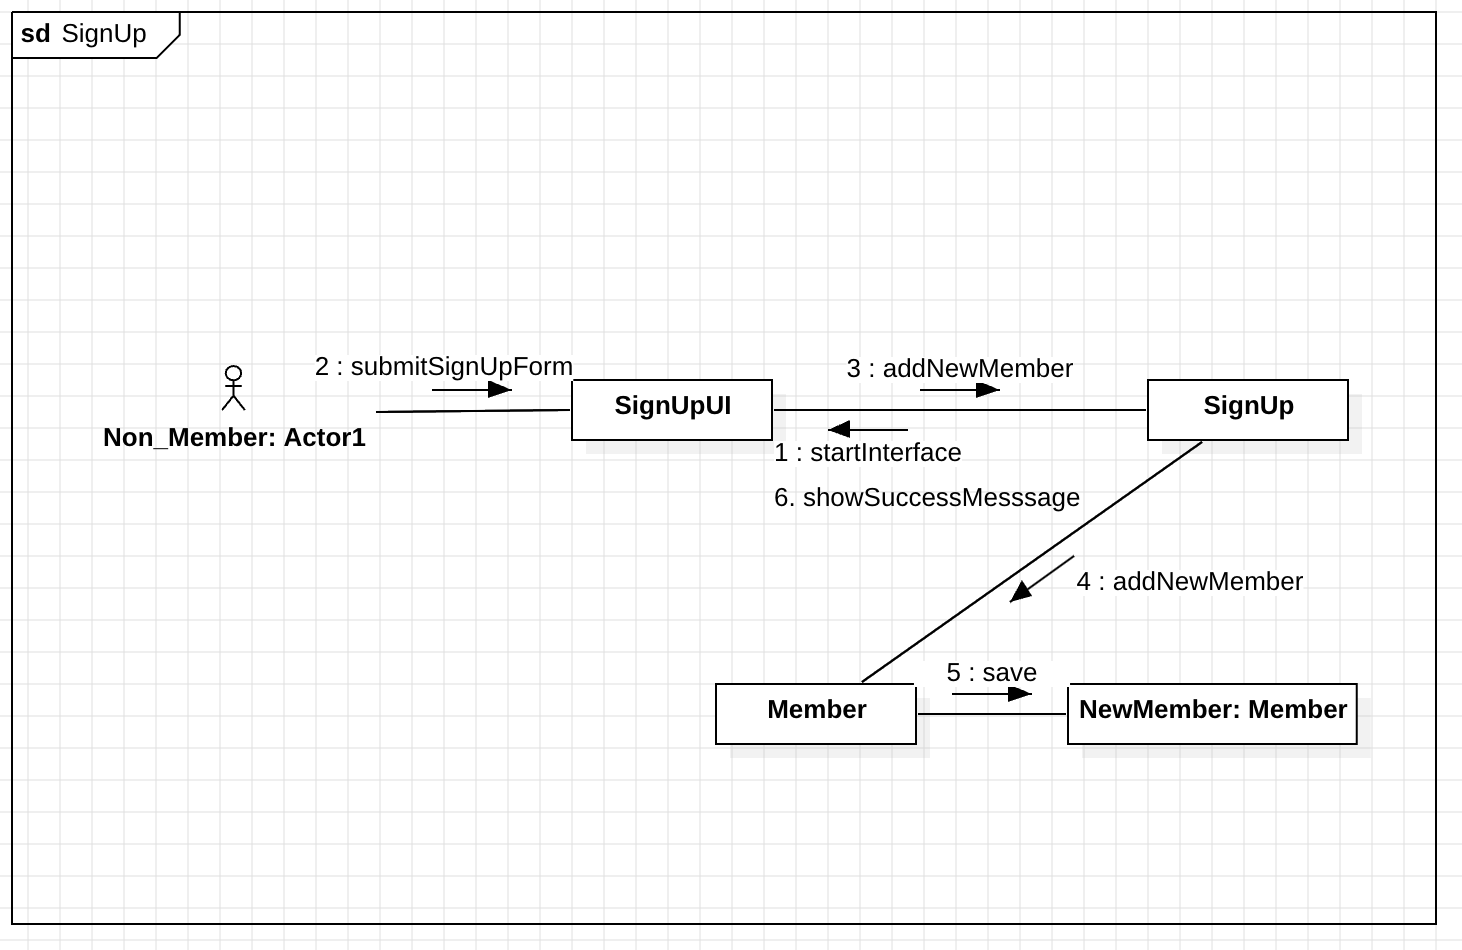 sd SignUp
2 : submitSignUpForm
3 : addNewMember
Non_Member: Actor1
SignUpUI
SignUp
1 : startInterface
6. showSuccessMesssage
4 : addNewMember
5 : save
Member
NewMember: Member